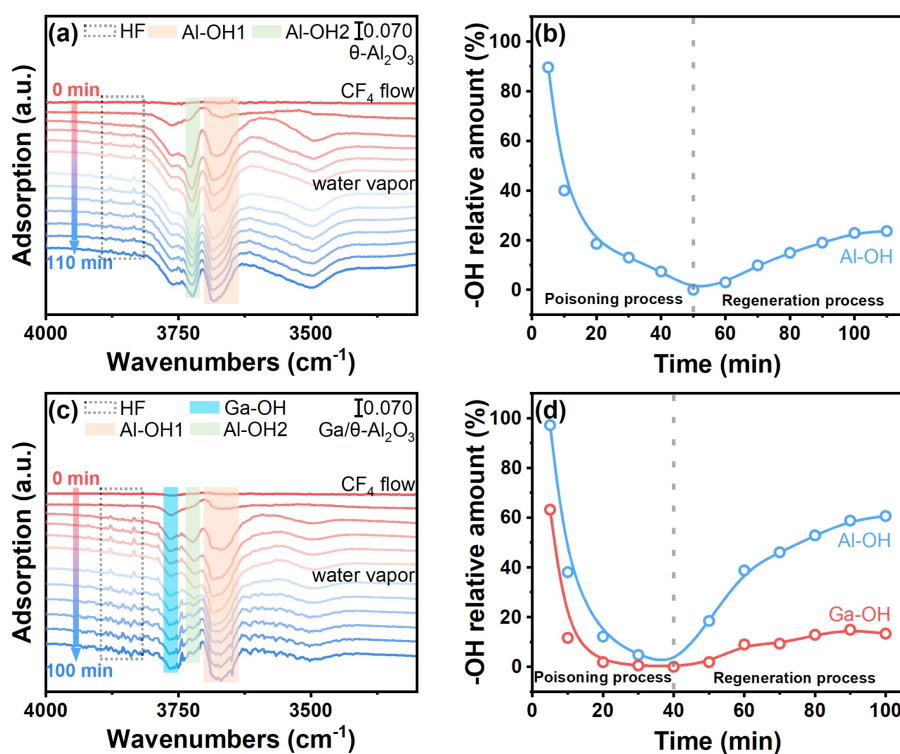 (a) HF Al-OH1 Al-OH2 0.070
θ-Al₂O₃
0 min CF₄ flow
water vapor
110 min
Adsorption (a.u.)
4000 3750 3500
Wavenumbers (cm⁻¹)
(b)
100
80
60
40
20
0
-OH relative amount (%)
Al-OH
Poisoning process Regeneration process
0 20 40 60 80 100
Time (min)
(c) HF Ga-OH 0.070
Al-OH1 Al-OH2 Ga/θ-Al₂O₃
0 min CF₄ flow
water vapor
100 min
Adsorption (a.u.)
4000 3750 3500
Wavenumbers (cm⁻¹)
(d)
100
80
60
40
20
0
-OH relative amount (%)
Al-OH
Ga-OH
Poisoning process Regeneration process
0 20 40 60 80 100
Time (min)